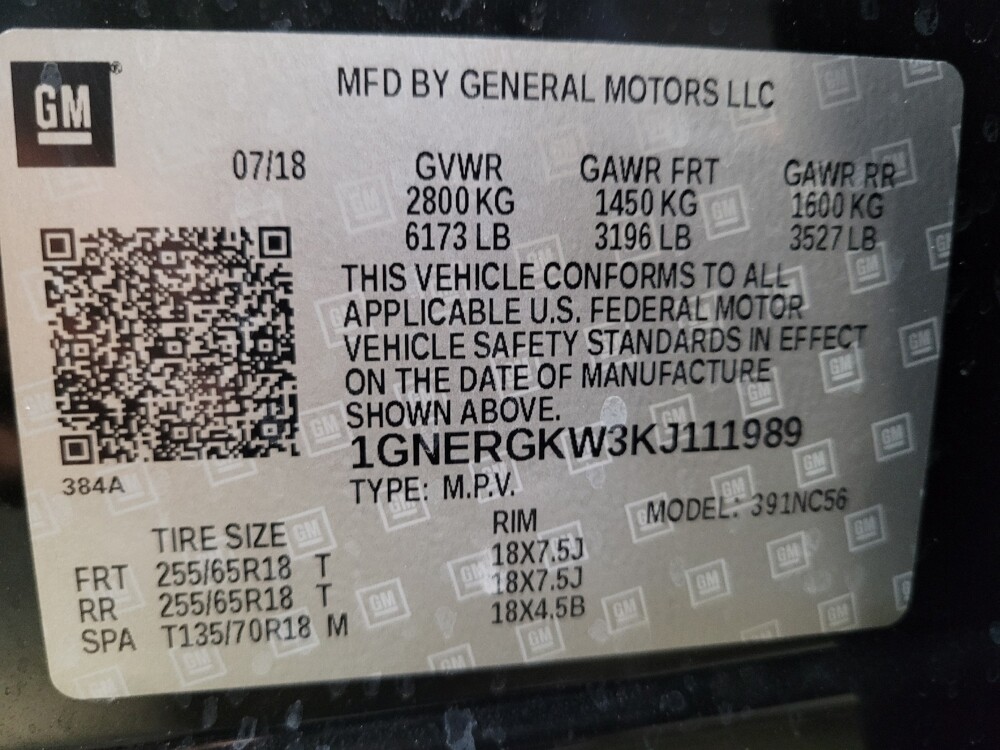 GM
MFD BY GENERAL MOTORS LLC
07/18 GVWR GAWR FRT GAWR RR
2800 KG 1450 KG 1600 KG
6173 LB 3196 LB 3527 LB
THIS VEHICLE CONFORMS TO ALL
APPLICABLE U.S. FEDERAL MOTOR
VEHICLE SAFETY STANDARDS IN EFFECT
ON THE DATE OF MANUFACTURE
SHOWN ABOVE.
1GNERGKW3KJ111989
384A
TYPE: M.P.V. MODEL: 391NC56
TIRE SIZE RIM
FRT 255/65R18 T 18X7.5J
RR 255/65R18 T 18X7.5J
SPA T135/70R18 M 18X4.5B